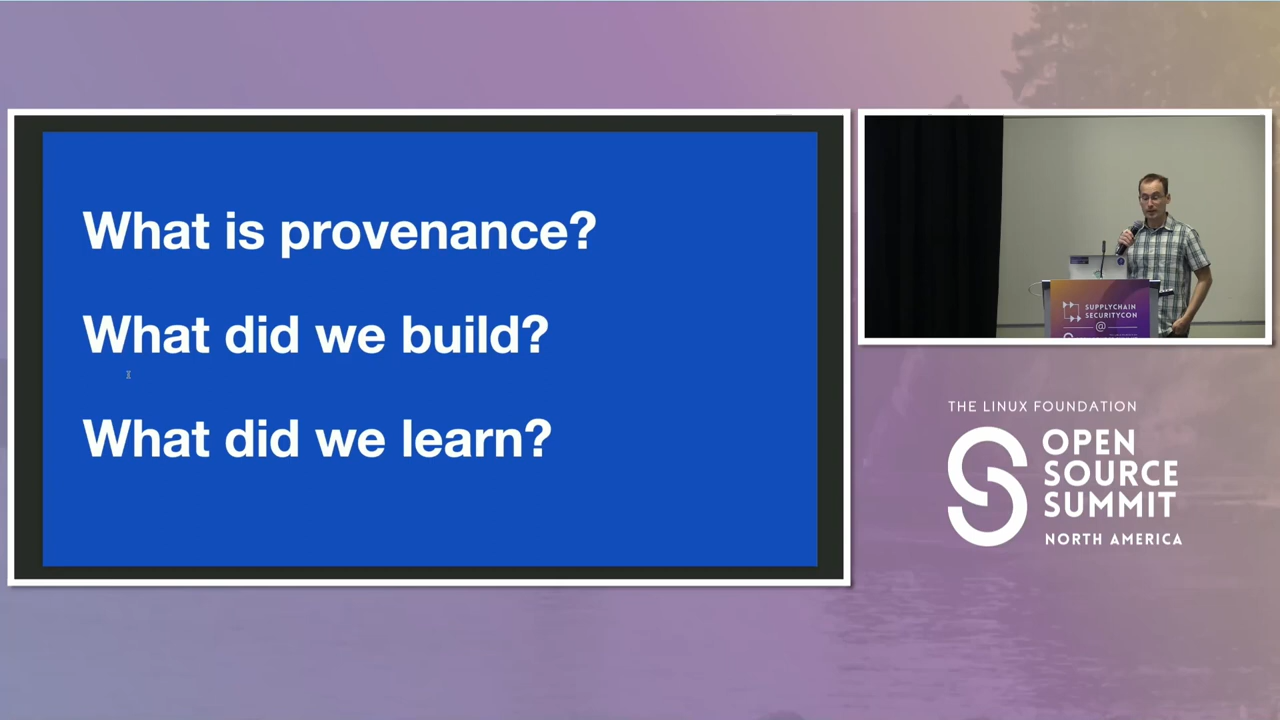 What is provenance?
What did we build?
What did we learn?
SUPPLYCHAIN
SECURITYCON
@
THE LINUX FOUNDATION
OPEN
SOURCE
SUMMIT
NORTH AMERICA